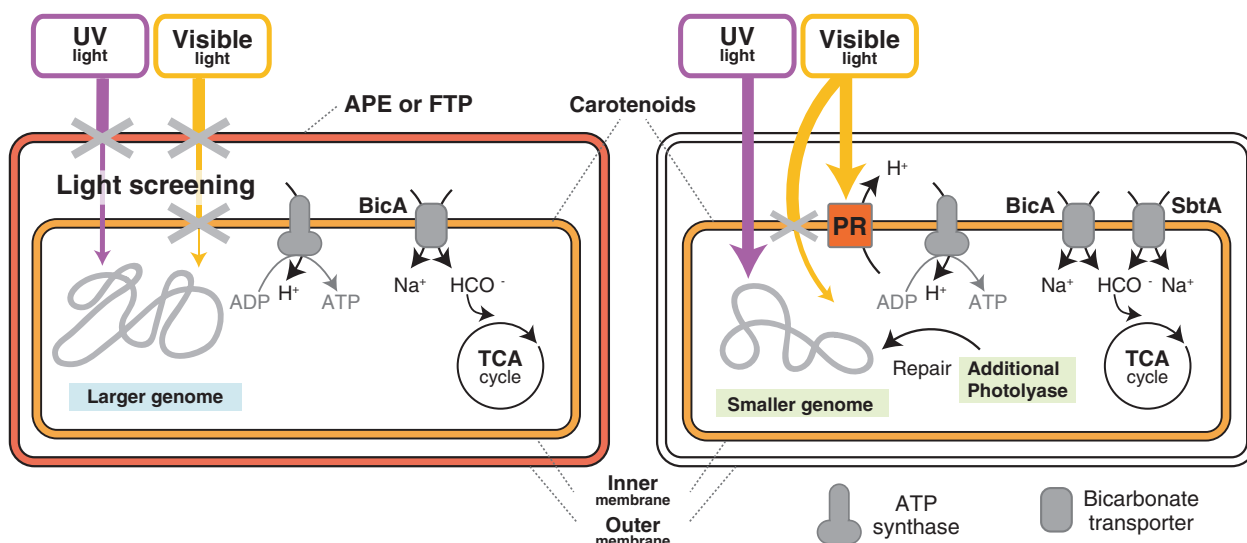 UV
light
Visible
light
APE or FTP
Light screening
BicA
ADP
H+
ATP
Na+
HCO -
TCA
cycle
Larger genome
Carotenoids
Inner
membrane
Outer
membrane
UV
light
Visible
light
H+
PR
BicA
SbtA
ADP
H+
ATP
Na+
HCO -
Na+
Repair
Additional
Photolyase
TCA
cycle
Smaller genome
ATP
synthase
Bicarbonate
transporter